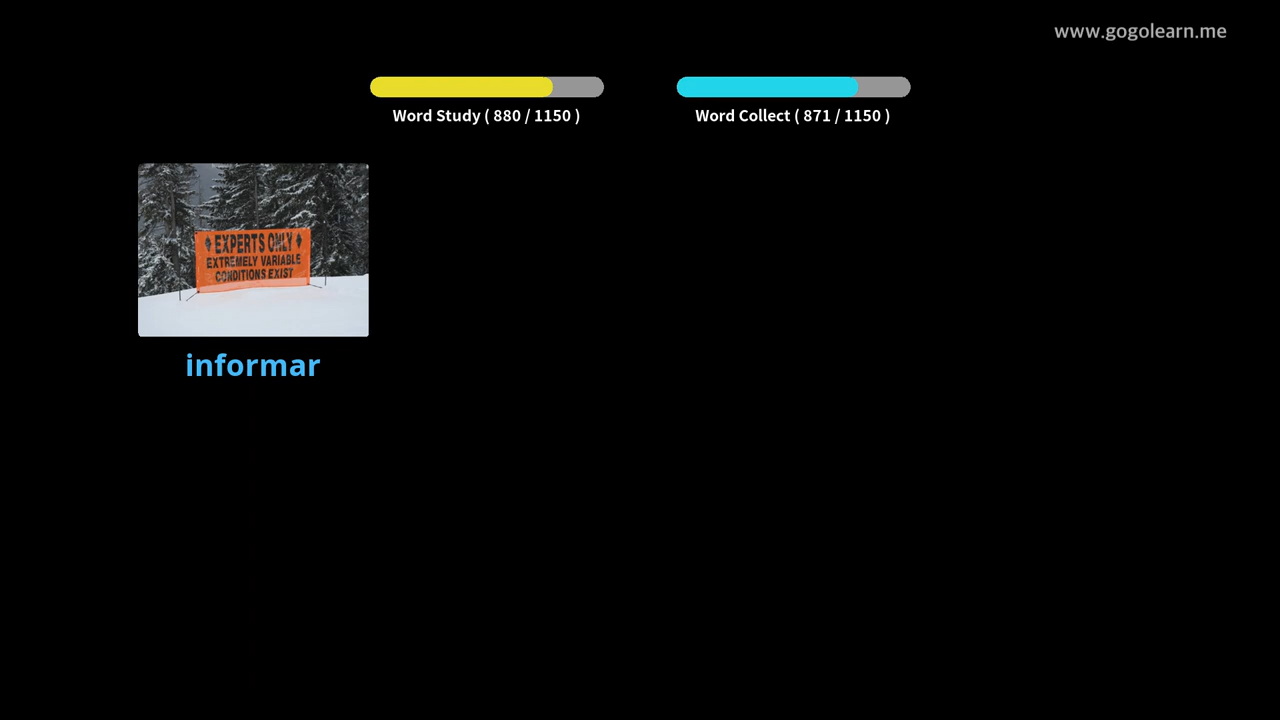 www.gogolearn.me
Word Study ( 880 / 1150 )
Word Collect ( 871 / 1150 )
EXPERTS ONLY
EXTREMELY VARIABLE
CONDITIONS EXIST
informar